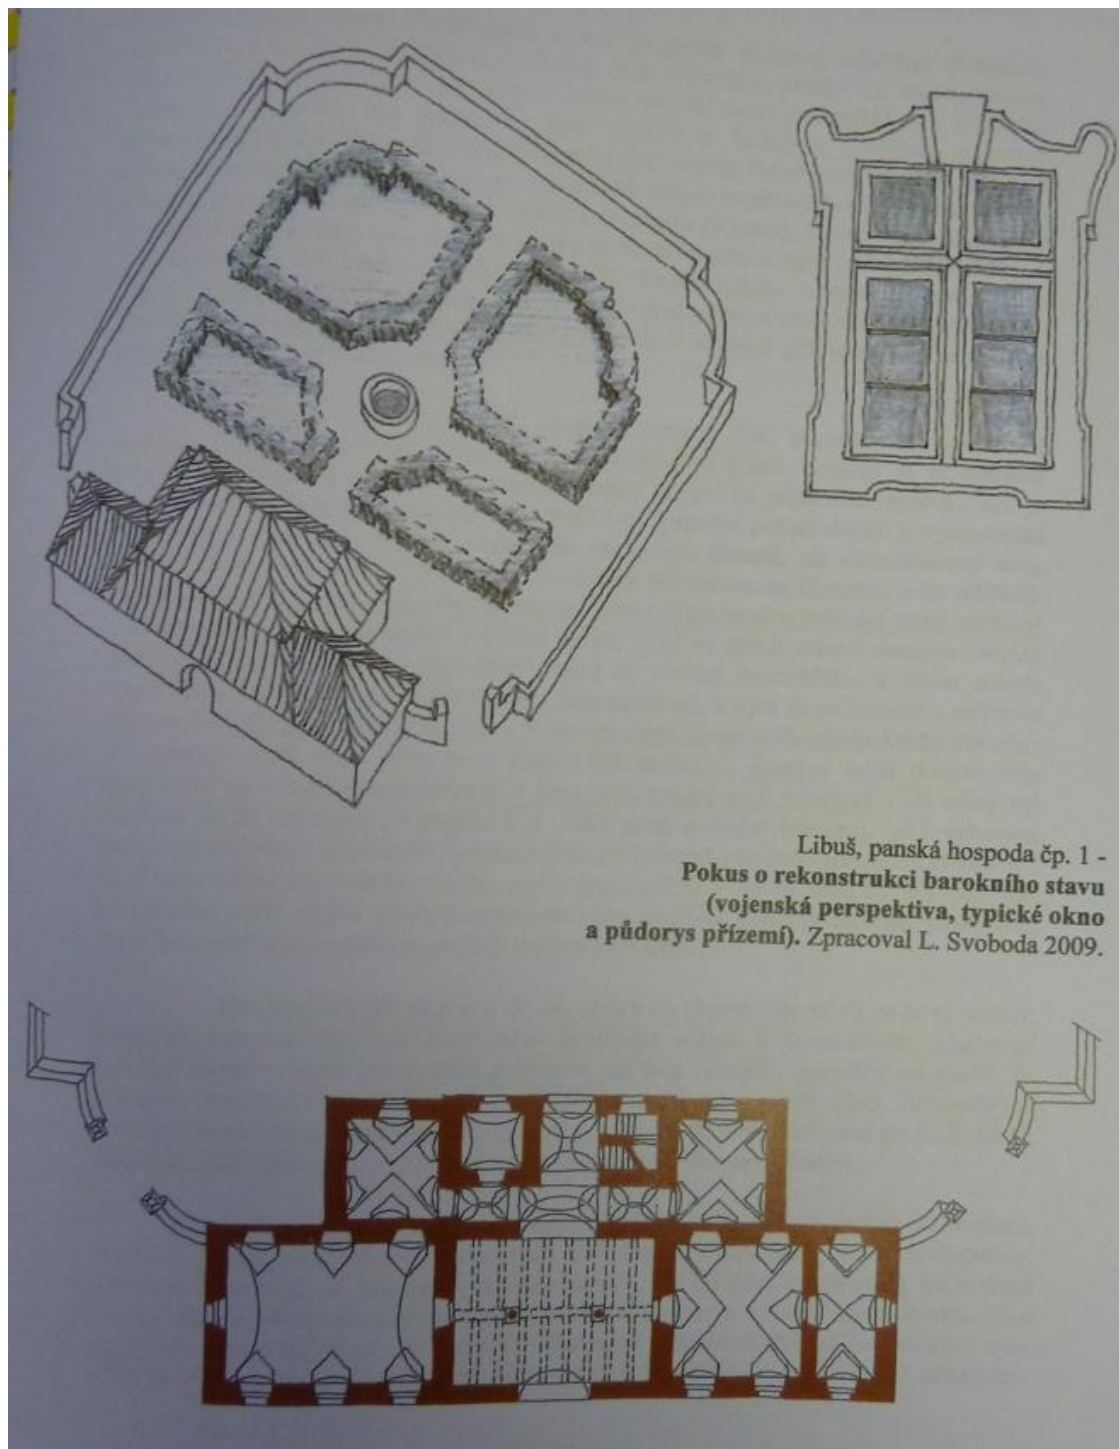 Libuš, panská hospoda čp. 1 -
Pokus o rekonstrukci barokního stavu
(vojenská perspektiva, typické okno
a půdorys přízemí). Zpracoval L. Svoboda 2009.